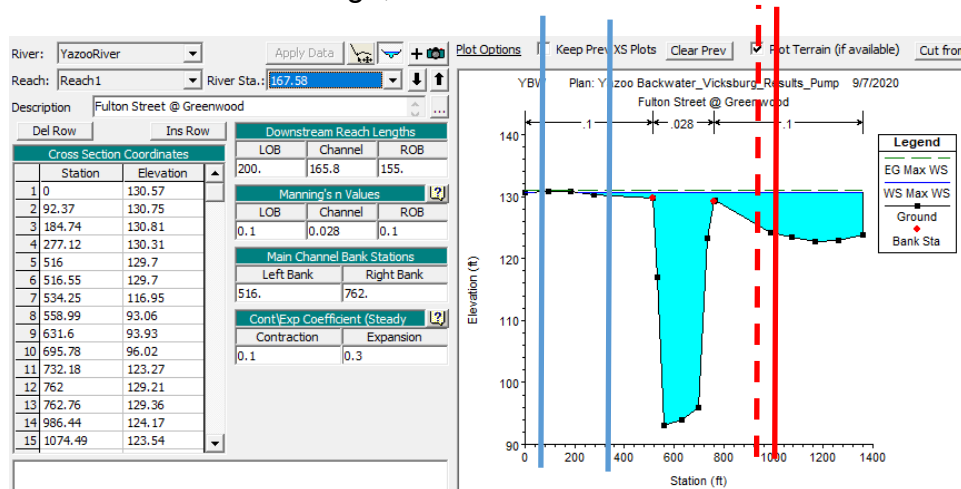 River: YazooRiver Apply Data
Reach: Reach1 River Sta.: 167.58
Description Fulton Street @ Greenwood ...
Del Row Ins Row
Cross Section Coordinates
Station Elevation
1 0 130.57
2 92.37 130.75
3 184.74 130.81
4 277.12 130.31
5 516 129.7
6 516.55 129.7
7 534.25 116.95
8 558.99 93.06
9 631.6 93.93
10 695.78 96.02
11 732.18 123.27
12 762 129.21
13 762.76 129.36
14 986.44 124.17
15 1074.49 123.54
Downstream Reach Lengths
LOB Channel ROB
200. 165.8 155.
Manning's n Values
LOB Channel ROB
0.1 0.028 0.1
Main Channel Bank Stations
Left Bank Right Bank
516. 762.
Cont\Exp Coefficient (Steady
Contraction Expansion
0.1 0.3
Plot Options Keep Prev XS Plots Clear Prev Plot Terrain (if available) Cut from
YBW Plan: Yazoo Backwater_Vicksburg_Results_Pump 9/7/2020
Fulton Street @ Greenwood
.1 .028 .1
140
130
120
110
100
90
Elevation (ft)
0 200 400 600 800 1000 1200 1400
Station (ft)
Legend
EG Max WS
WS Max WS
Ground
Bank Sta